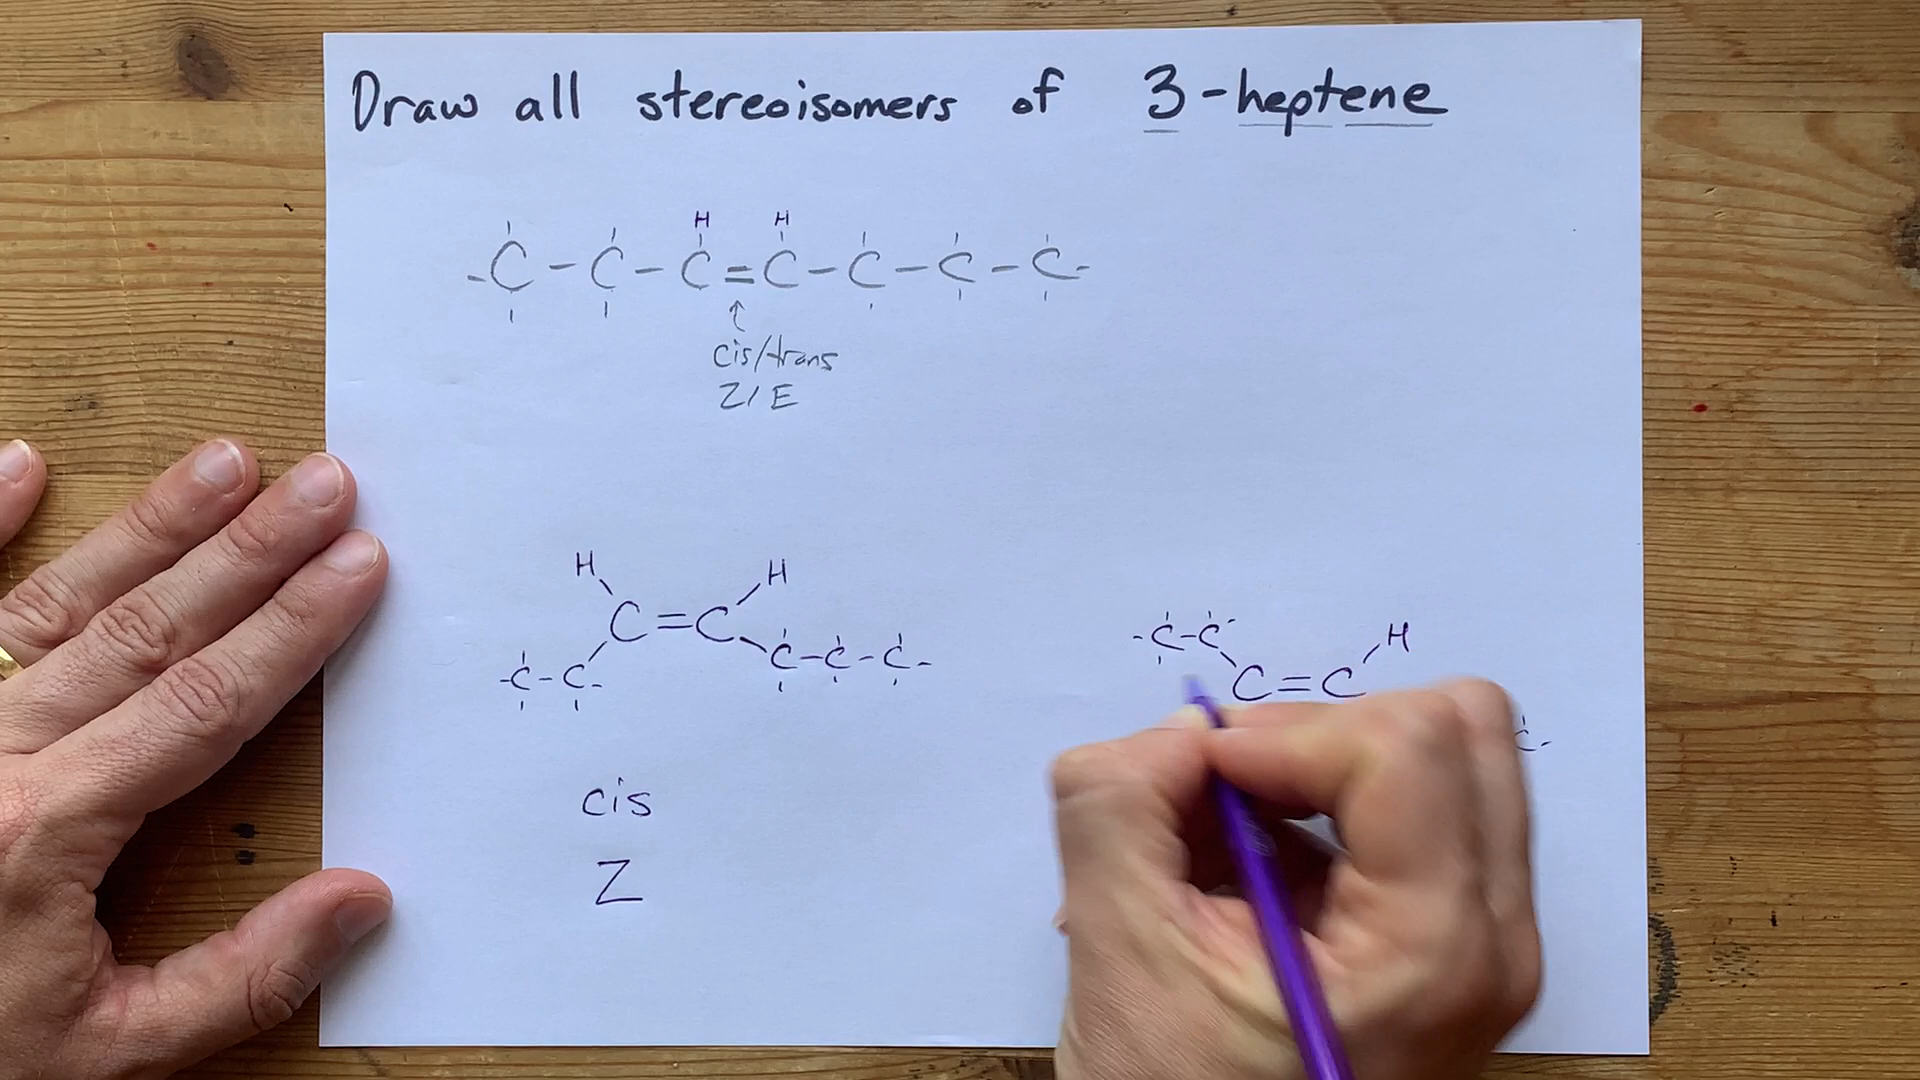 Draw all stereoisomers of 3-heptene
H H
-C-C-C=C-C-C-C-
cis/trans
Z/E
H H
C=C
-C-C- C-C-C-
cis
Z
-C-C- H
C=C
C-